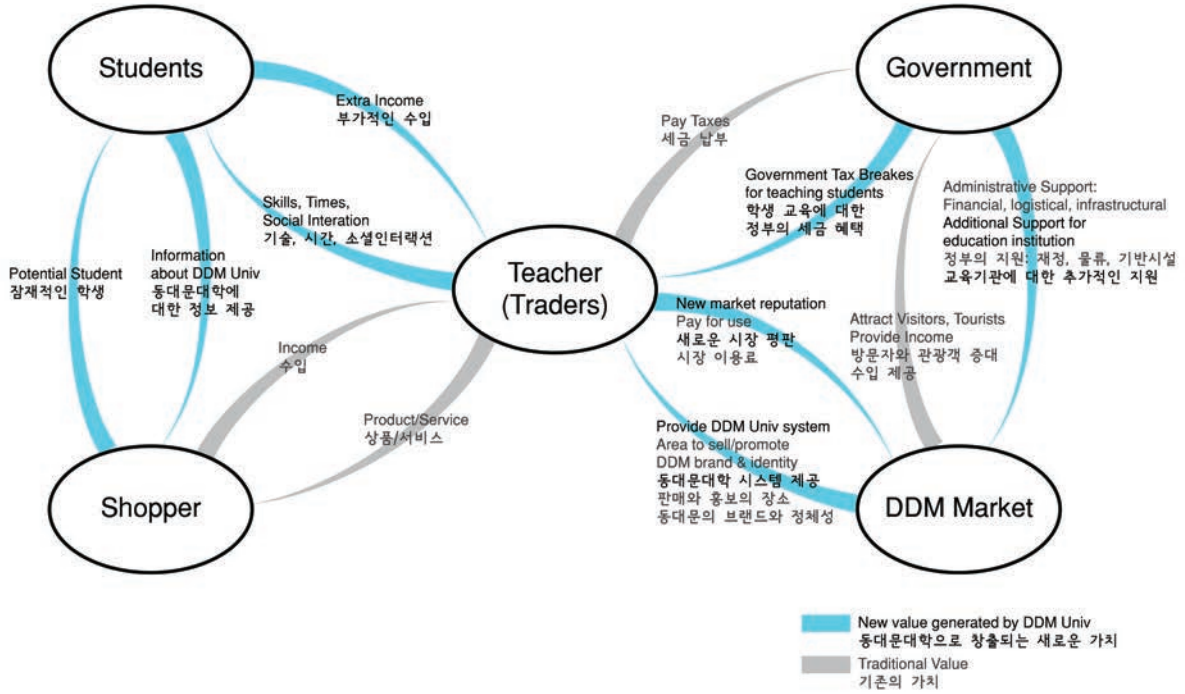 Students
Government
Extra Income
부가적인 수입
Pay Taxes
세금 납부
Government Tax Breakes
for teaching students
학생 교육에 대한
정부의 세금 혜택
Administrative Support:
Financial, logistical, infrastructural
Additional Support for
education institution
정부의 지원: 재정, 물류, 기반시설
교육기관에 대한 추가적인 지원
Skills, Times,
Social Interation
기술, 시간, 소셜인터랙션
Potential Student
잠재적인 학생
Information
about DDM Univ
동대문대학에
대한 정보 제공
Teacher
(Traders)
New market reputation
Pay for use
새로운 시장 평판
시장 이용료
Attract Visitors, Tourists
Provide Income
방문자와 관광객 증대
수입 제공
Income
수입
Product/Service
상품/서비스
Provide DDM Univ system
Area to sell/promote
DDM brand & identity
동대문대학 시스템 제공
판매와 홍보의 장소
동대문의 브랜드와 정체성
Shopper
DDM Market
New value generated by DDM Univ
동대문대학으로 창출되는 새로운 가치
Traditional Value
기존의 가치